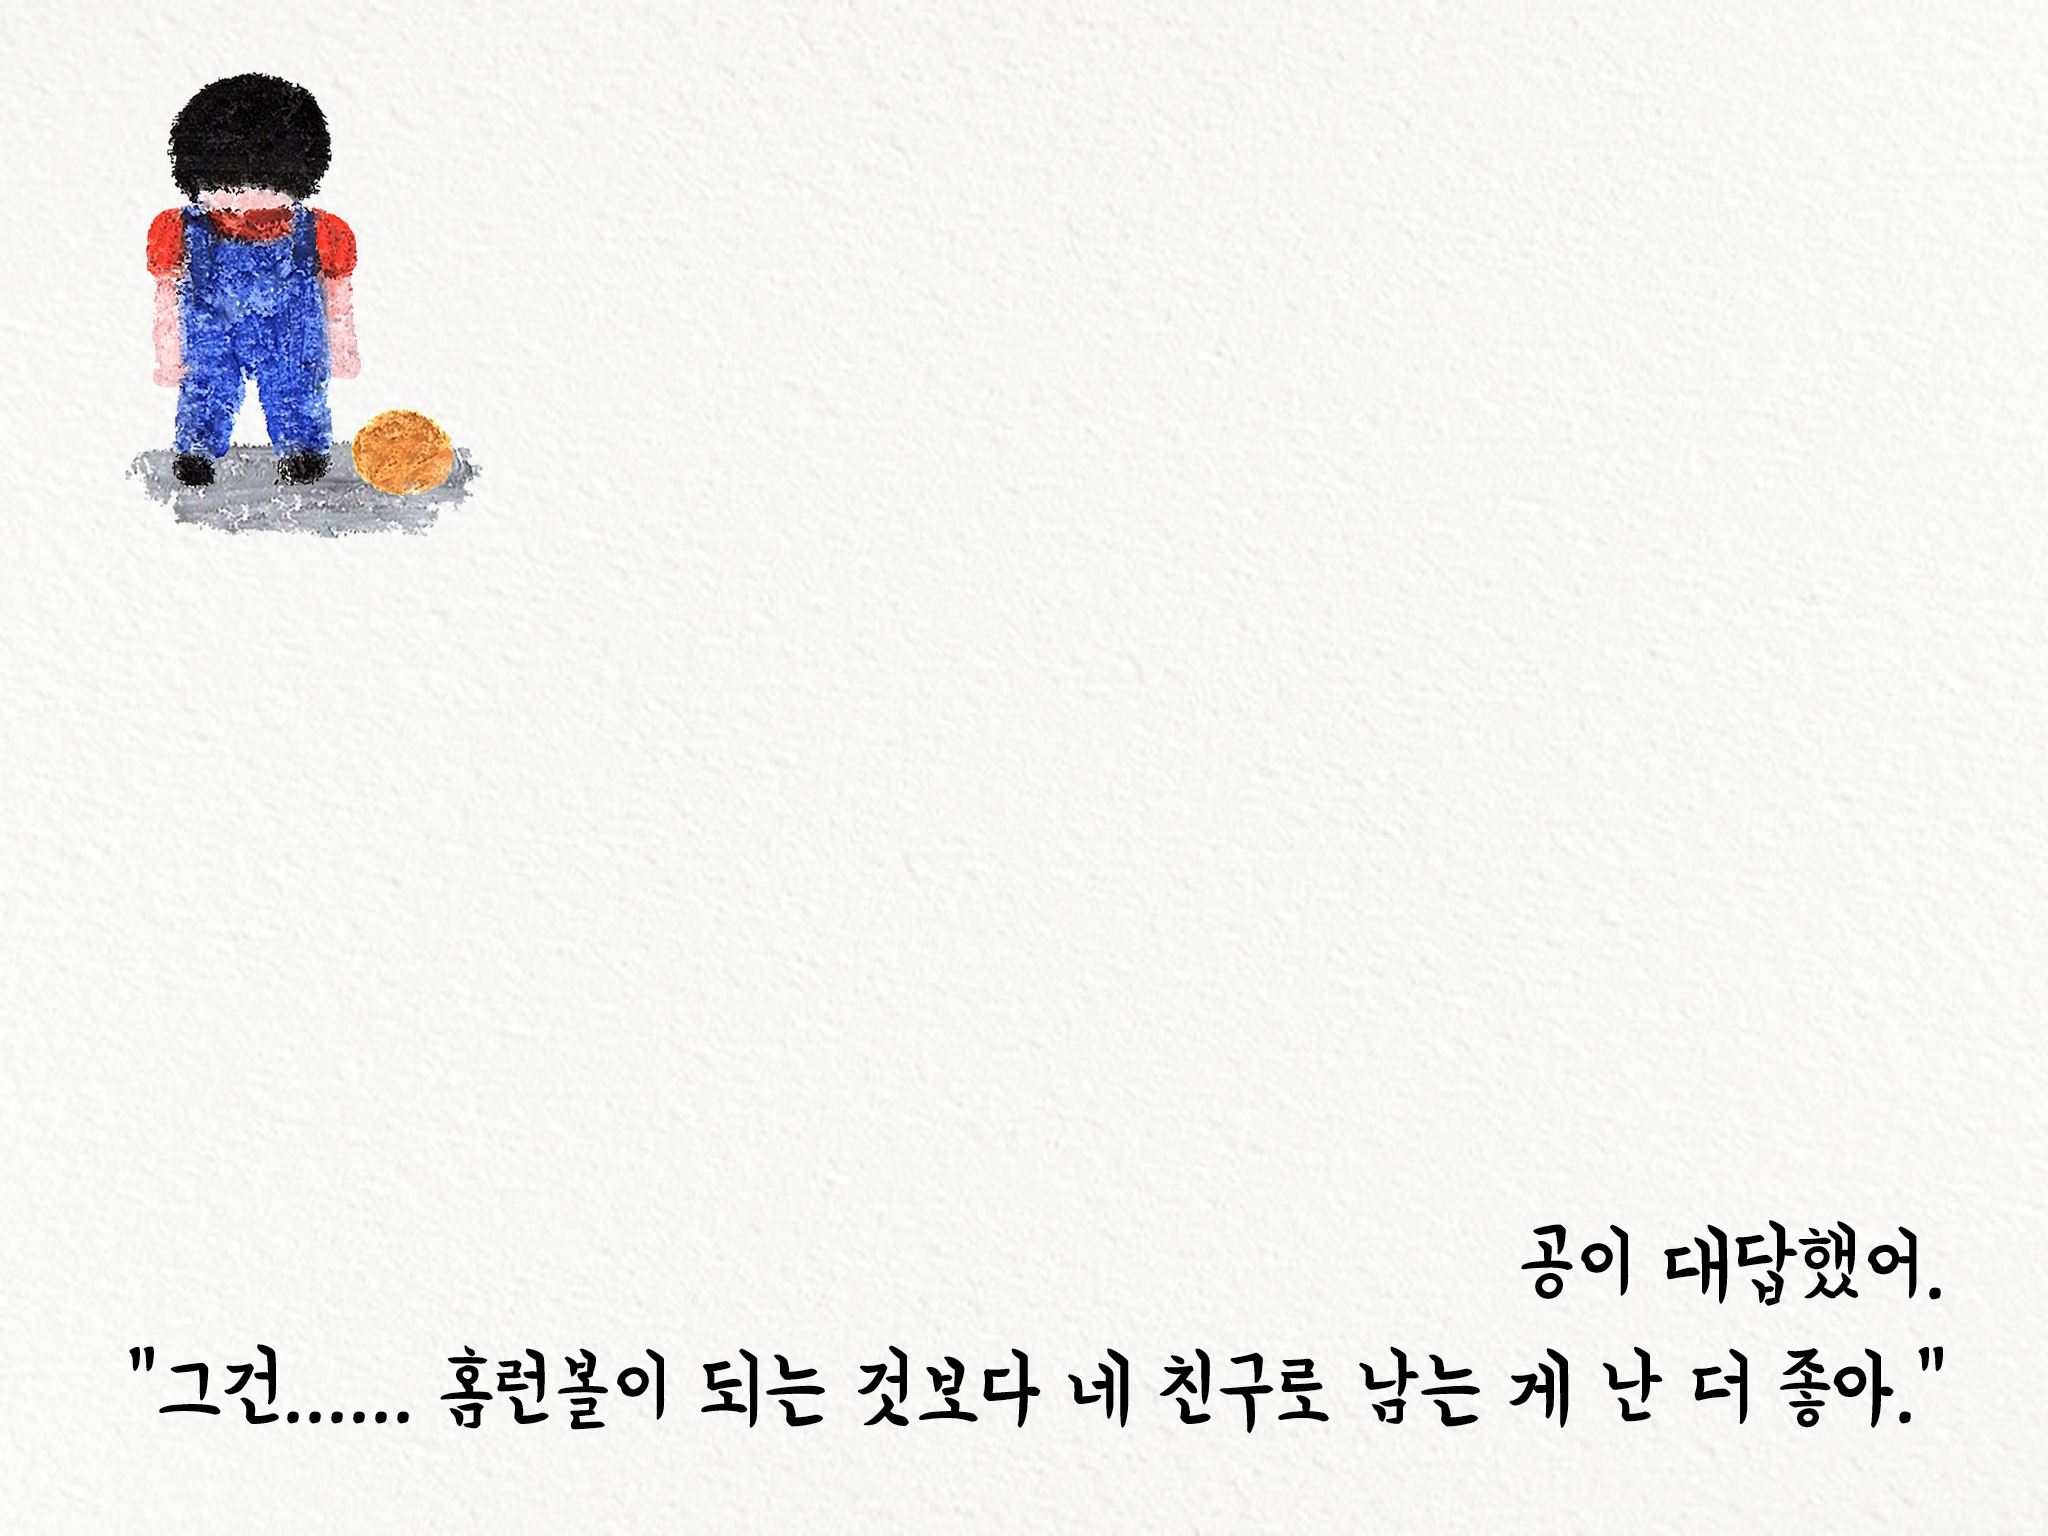 공이 대답했어.
"그건...... 홈런볼이 되는 것보다 네 친구로 남는 게 난 더 좋아."